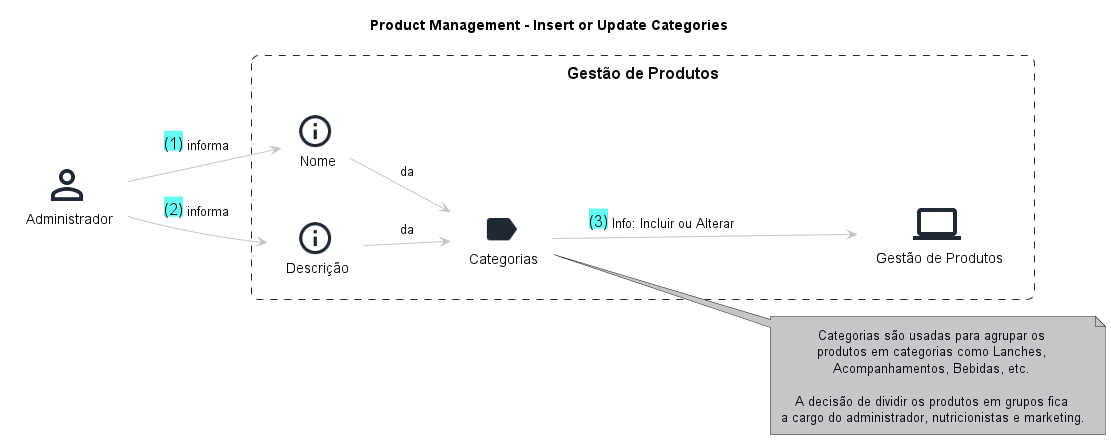 Product Management - Insert or Update Categories
Gestão de Produtos
(1) informa
Nome
da
Administrador
(2) informa
Descrição
da
Categorias
(3) Info: Incluir ou Alterar
Gestão de Produtos
Categorias são usadas para agrupar os
produtos em categorias como Lanches,
Acompanhamentos, Bebidas, etc.
A decisão de dividir os produtos em grupos fica
a cargo do administrador, nutricionistas e marketing.